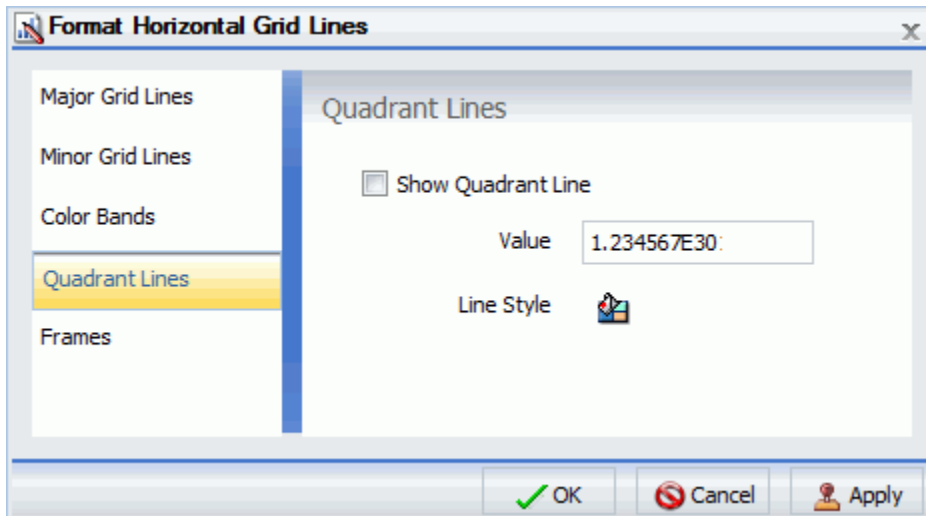 Format Horizontal Grid Lines
Major Grid Lines
Minor Grid Lines
Color Bands
Quadrant Lines
Frames
Quadrant Lines
Show Quadrant Line
Value 1.234567E30
Line Style
OK Cancel Apply